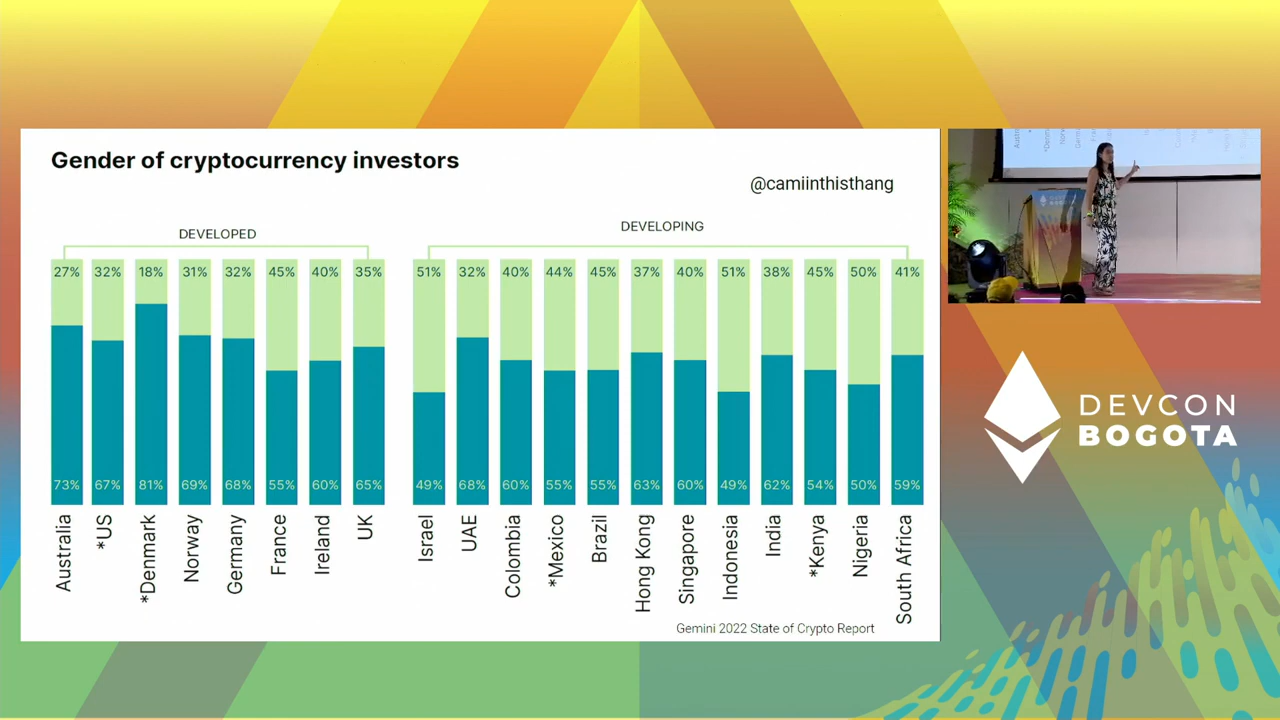 Gender of cryptocurrency investors
@camiinthisthang
DEVELOPED
DEVELOPING
27% 32% 18% 31% 32% 45% 40% 35% 51% 32% 40% 44% 45% 37% 40% 51% 38% 45% 50% 41%
73% 67% 81% 69% 68% 55% 60% 65% 49% 68% 60% 55% 55% 63% 60% 49% 62% 54% 50% 59%
Australia *US *Denmark Norway Germany France Ireland UK Israel UAE Colombia *Mexico Brazil Hong Kong Singapore Indonesia India *Kenya Nigeria South Africa
Gemini 2022 State of Crypto Report
DEVCON
BOGOTA